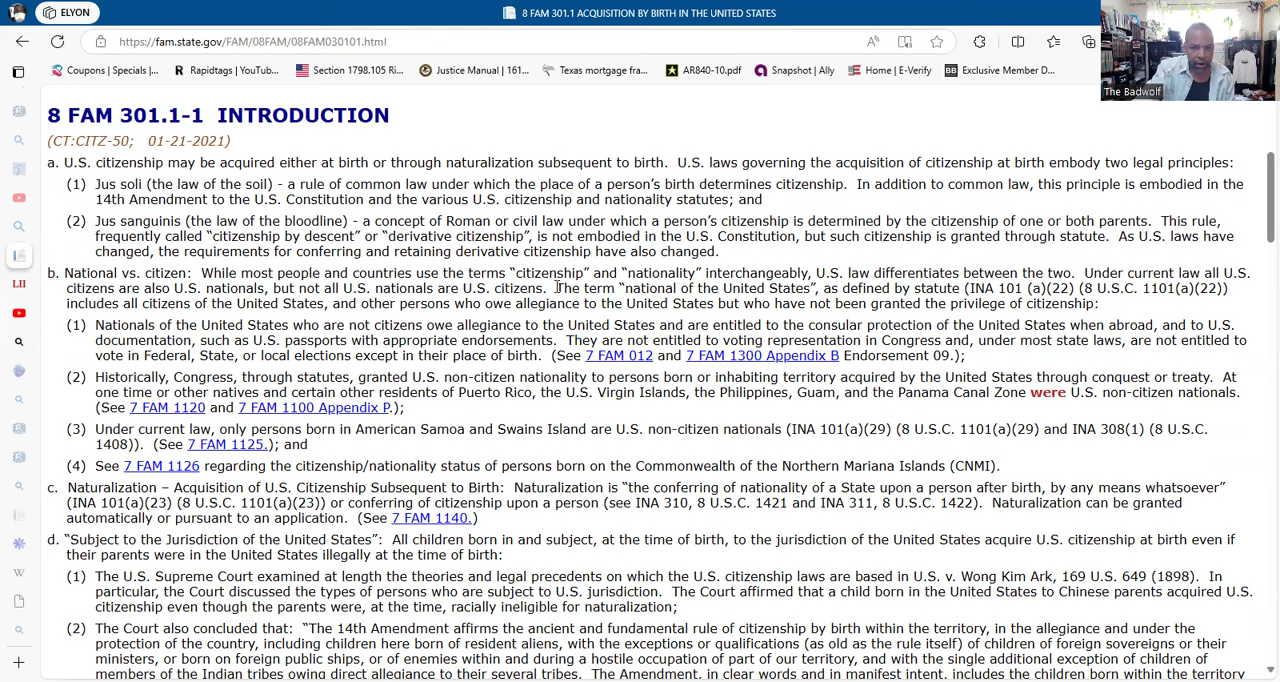 ELYON
8 FAM 301.1 ACQUISITION BY BIRTH IN THE UNITED STATES
https://fam.state.gov/FAM/08FAM/08FAM030101.html
Coupons | Specials |... Rapidtags | YouTub... Section 1798.105 Ri... Justice Manual | 161... Texas mortgage fra... AR840-10.pdf Snapshot | Ally Home | E-Verify BB Exclusive Member D...
The Badwolf
8 FAM 301.1-1 INTRODUCTION
(CT:CITZ-50; 01-21-2021)
a. U.S. citizenship may be acquired either at birth or through naturalization subsequent to birth. U.S. laws governing the acquisition of citizenship at birth embody two legal principles:
(1) Jus soli (the law of the soil) - a rule of common law under which the place of a person's birth determines citizenship. In addition to common law, this principle is embodied in the
14th Amendment to the U.S. Constitution and the various U.S. citizenship and nationality statutes; and
(2) Jus sanguinis (the law of the bloodline) - a concept of Roman or civil law under which a person's citizenship is determined by the citizenship of one or both parents. This rule,
frequently called "citizenship by descent" or "derivative citizenship", is not embodied in the U.S. Constitution, but such citizenship is granted through statute. As U.S. laws have
changed, the requirements for conferring and retaining derivative citizenship have also changed.
b. National vs. citizen: While most people and countries use the terms "citizenship" and "nationality" interchangeably, U.S. law differentiates between the two. Under current law all U.S.
citizens are also U.S. nationals, but not all U.S. nationals are U.S. citizens. The term "national of the United States", as defined by statute (INA 101 (a)(22) (8 U.S.C. 1101(a)(22))
includes all citizens of the United States, and other persons who owe allegiance to the United States but who have not been granted the privilege of citizenship:
(1) Nationals of the United States who are not citizens owe allegiance to the United States and are entitled to the consular protection of the United States when abroad, and to U.S.
documentation, such as U.S. passports with appropriate endorsements. They are not entitled to voting representation in Congress and, under most state laws, are not entitled to
vote in Federal, State, or local elections except in their place of birth. (See 7 FAM 012 and 7 FAM 1300 Appendix B Endorsement 09.);
(2) Historically, Congress, through statutes, granted U.S. non-citizen nationality to persons born or inhabiting territory acquired by the United States through conquest or treaty. At
one time or other natives and certain other residents of Puerto Rico, the U.S. Virgin Islands, the Philippines, Guam, and the Panama Canal Zone were U.S. non-citizen nationals.
(See 7 FAM 1120 and 7 FAM 1100 Appendix P.);
(3) Under current law, only persons born in American Samoa and Swains Island are U.S. non-citizen nationals (INA 101(a)(29) (8 U.S.C. 1101(a)(29) and INA 308(1) (8 U.S.C.
1408)). (See 7 FAM 1125.); and
(4) See 7 FAM 1126 regarding the citizenship/nationality status of persons born on the Commonwealth of the Northern Mariana Islands (CNMI).
c. Naturalization – Acquisition of U.S. Citizenship Subsequent to Birth: Naturalization is "the conferring of nationality of a State upon a person after birth, by any means whatsoever"
(INA 101(a)(23) (8 U.S.C. 1101(a)(23)) or conferring of citizenship upon a person (see INA 310, 8 U.S.C. 1421 and INA 311, 8 U.S.C. 1422). Naturalization can be granted
automatically or pursuant to an application. (See 7 FAM 1140.)
d. "Subject to the Jurisdiction of the United States": All children born in and subject, at the time of birth, to the jurisdiction of the United States acquire U.S. citizenship at birth even if
their parents were in the United States illegally at the time of birth:
(1) The U.S. Supreme Court examined at length the theories and legal precedents on which the U.S. citizenship laws are based in U.S. v. Wong Kim Ark, 169 U.S. 649 (1898). In
particular, the Court discussed the types of persons who are subject to U.S. jurisdiction. The Court affirmed that a child born in the United States to Chinese parents acquired U.S.
citizenship even though the parents were, at the time, racially ineligible for naturalization;
(2) The Court also concluded that: "The 14th Amendment affirms the ancient and fundamental rule of citizenship by birth within the territory, in the allegiance and under the
protection of the country, including children here born of resident aliens, with the exceptions or qualifications (as old as the rule itself) of children of foreign sovereigns or their
ministers, or born on foreign public ships, or of enemies within and during a hostile occupation of part of our territory, and with the single additional exception of children of
members of the Indian tribes owing direct allegiance to their several tribes. The Amendment, in clear words and in manifest intent, includes the children born within the territory